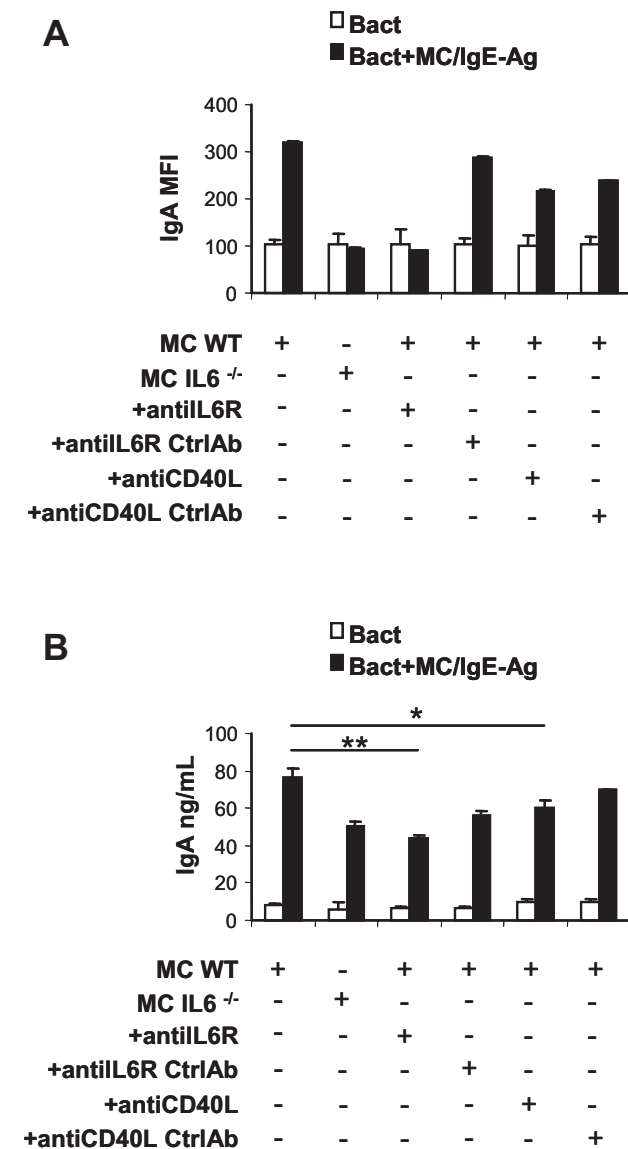 A
Bact
Bact+MC/IgE-Ag
400
300
200
100
0
IgA MFI
MC WT + - + + + +
MC IL6 -/- - + - - - -
+antiIL6R - - + - - -
+antiIL6R CtrlAb - - - + - -
+antiCD40L - - - - + -
+antiCD40L CtrlAb - - - - - +
B
Bact
Bact+MC/IgE-Ag
*
**
100
80
60
40
20
0
IgA ng/mL
MC WT + - + + + +
MC IL6 -/- - + - - - -
+antiIL6R - - + - - -
+antiIL6R CtrlAb - - - + - -
+antiCD40L - - - - + -
+antiCD40L CtrlAb - - - - - +